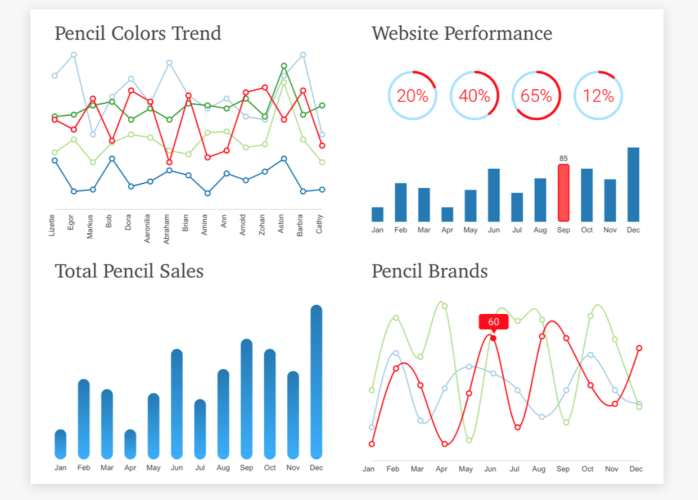 Pencil Colors Trend
Lizette Egor Markus Bob Dora Aaronilia Abraham Brian Amina Ann Arnold Zohan Aston Barbra Cathy
Website Performance
20% 40% 65% 12%
85
Jan Feb Mar Apr May Jun Jul Aug Sep Oct Nov Dec
Total Pencil Sales
Jan Feb Mar Apr May Jun Jul Aug Sep Oct Nov Dec
Pencil Brands
60
Jan Feb Mar Apr May Jun Jul Aug Sep Oct Nov Dec